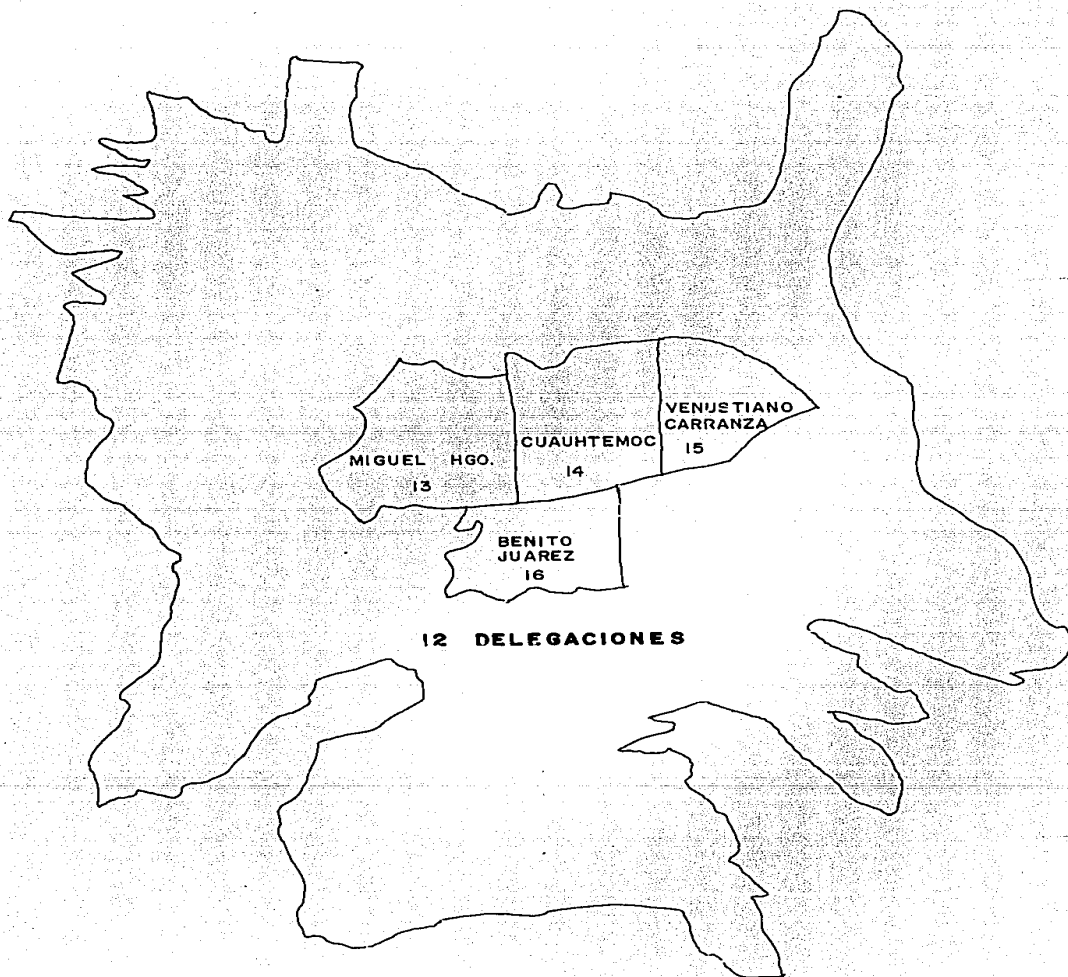 VENUSTIANO
CARRANZA
15
CUAUHTEMOC
14
MIGUEL HGO.
13
BENITO
JUAREZ
16
12 DELEGACIONES